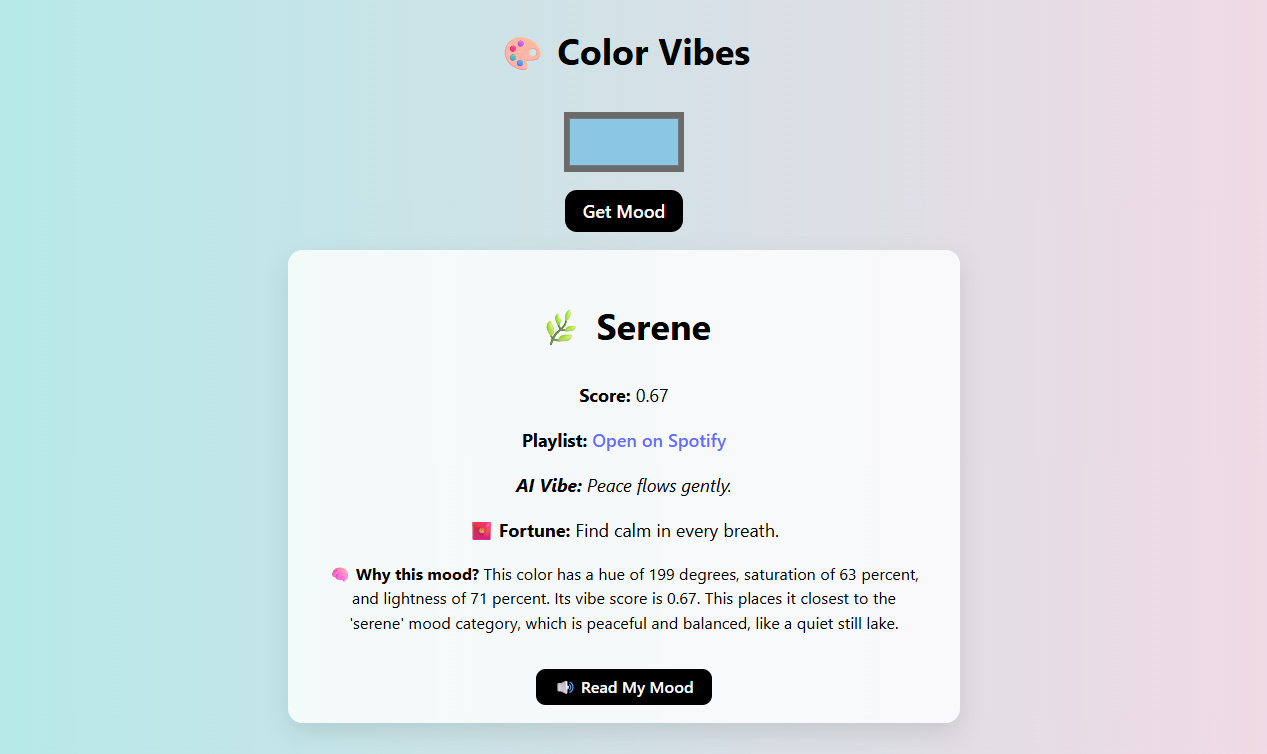 Color Vibes
Get Mood
Serene
Score: 0.67
Playlist: Open on Spotify
AI Vibe: Peace flows gently.
Fortune: Find calm in every breath.
Why this mood? This color has a hue of 199 degrees, saturation of 63 percent,
and lightness of 71 percent. Its vibe score is 0.67. This places it closest to the
'serene' mood category, which is peaceful and balanced, like a quiet still lake.
Read My Mood